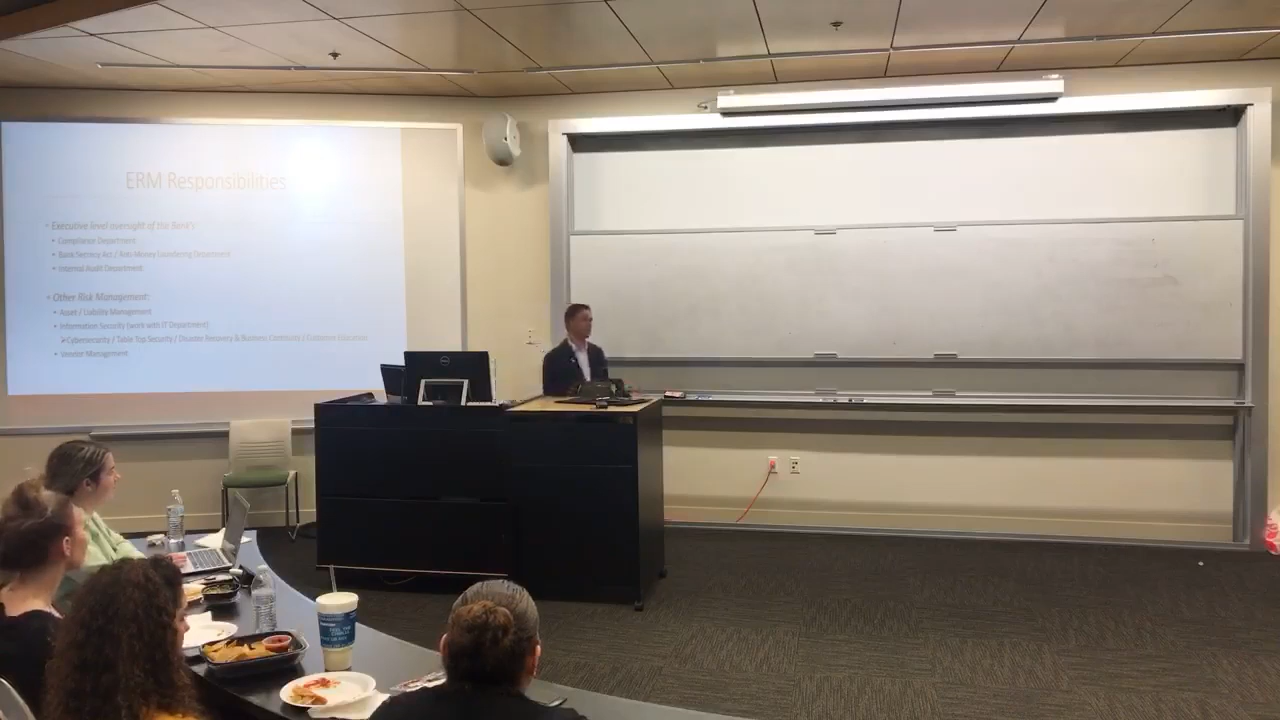 ERM Responsibilities
• Executive level oversight of the Bank's:
• Compliance Department
• Bank Secrecy Act / Anti-Money Laundering Department
• Internal Audit Department
• Other Risk Management:
• Asset / Liability Management
• Information Security (work with IT Department)
➢Cybersecurity / Table Top Security / Disaster Recovery & Business Continuity / Customer Education
• Vendor Management
DELL